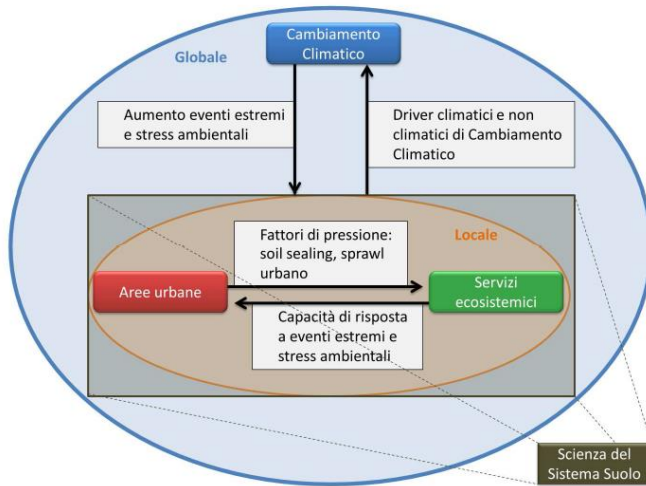 Cambiamento
Climatico
Globale
Aumento eventi estremi
e stress ambientali
Driver climatici e non
climatici di Cambiamento
Climatico
Fattori di pressione:
soil sealing, sprawl
urbano
Locale
Aree urbane
Servizi
ecosistemici
Capacità di risposta
a eventi estremi e
stress ambientali
Scienza del
Sistema Suolo